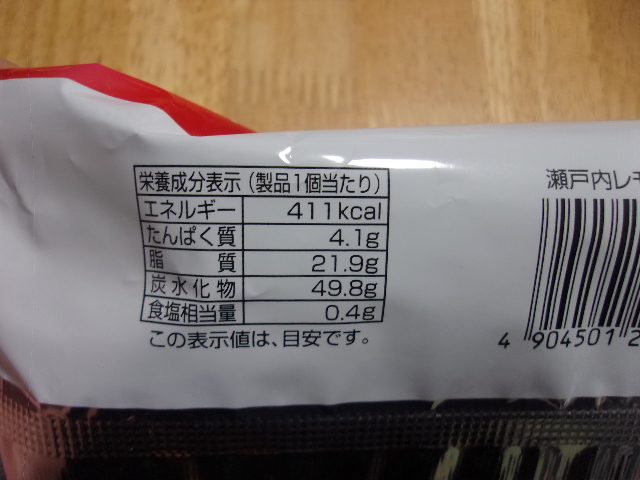 栄養成分表示(製品1個当たり)
エネルギー 411kcal
たんぱく質 4.1g
脂質 21.9g
炭水化物 49.8g
食塩相当量 0.4g
この表示値は、目安です。
瀬戸内レモ
4 904501 2